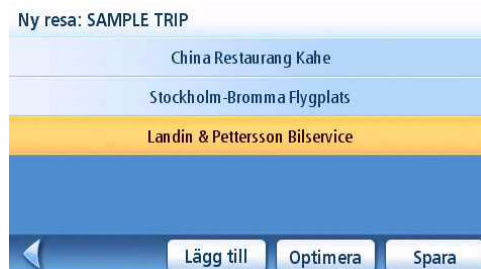 Ny resa: SAMPLE TRIP
China Restaurang Kahe
Stockholm-Bromma Flygplats
Landin & Pettersson Bilservice
Lägg till
Optimera
Spara